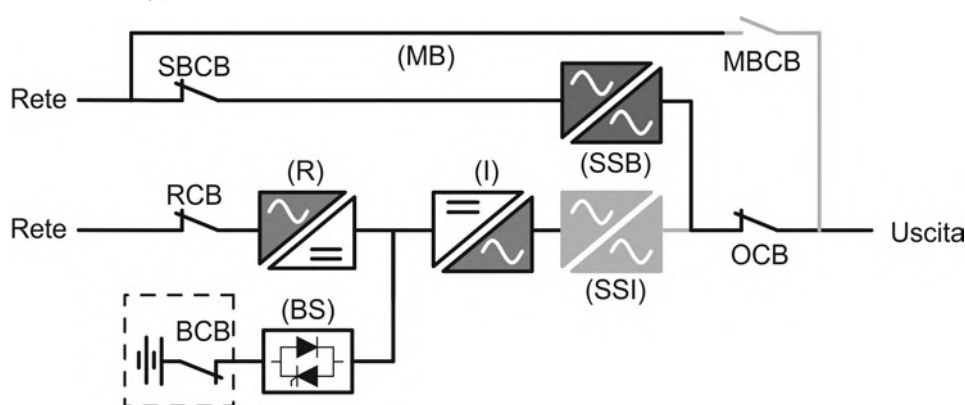 (MB)
MBCB
SBCB
Rete
(SSB)
(R)
(I)
RCB
Rete
Uscita
OCB
(SSI)
(BS)
BCB